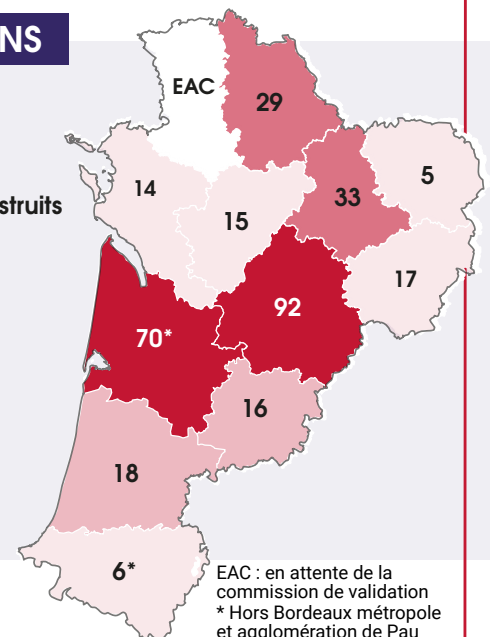 NS
EAC
29
struits
14
15
33
5
17
92
70*
16
18
6*
EAC : en attente de la
commission de validation
* Hors Bordeaux métropole
et agglomération de Pau